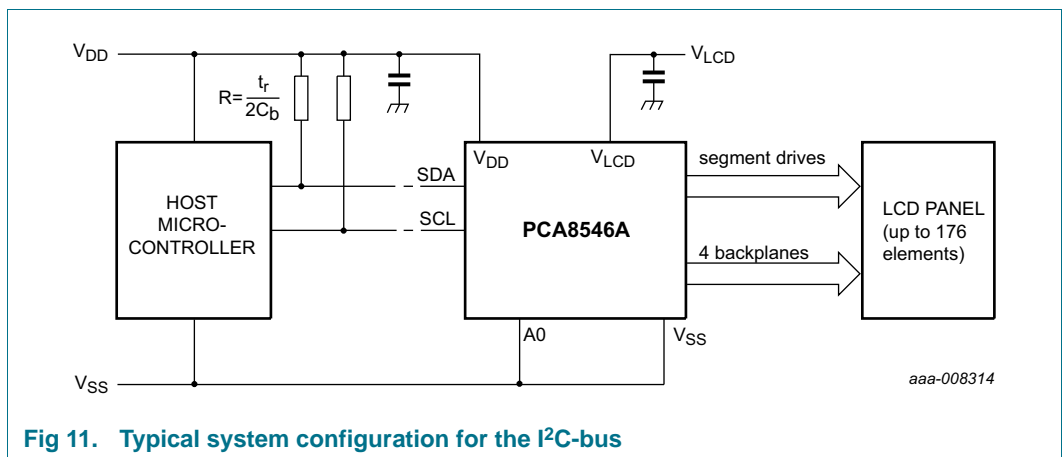 VDD
VLCD
R= tr
2Cb
VDD
VLCD
SDA
SCL
HOST
MICRO-
CONTROLLER
PCA8546A
segment drives
4 backplanes
LCD PANEL
(up to 176
elements)
A0
VSS
VSS
aaa-008314
Fig 11. Typical system configuration for the I2C-bus